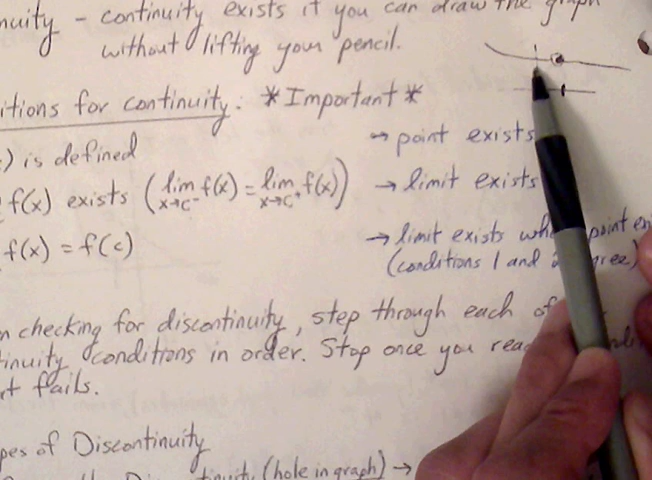 nuity - continuity exists if you can draw the graph
without lifting your pencil.
itions for continuity: *Important*
) is defined → point exists
f(x) exists (lim x→c⁻ f(x) = lim x→c⁺ f(x)) → limit exists
f(x) = f(c) → limit exists point
(conditions 1 and
n checking for discontinuity, step through each of
tinuity conditions in order. Stop once you
t fails.
pes of Discontinuity
(hole in graph) →